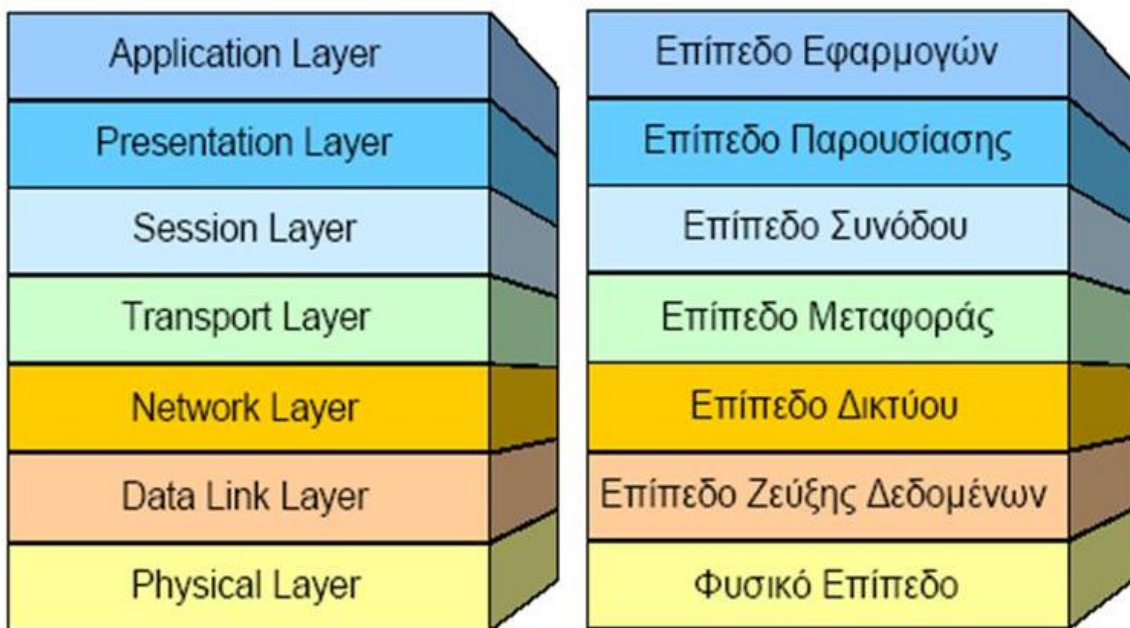 Application Layer
Presentation Layer
Session Layer
Transport Layer
Network Layer
Data Link Layer
Physical Layer
Επίπεδο Εφαρμογών
Επίπεδο Παρουσίασης
Επίπεδο Συνόδου
Επίπεδο Μεταφοράς
Επίπεδο Δικτύου
Επίπεδο Ζεύξης Δεδομένων
Φυσικό Επίπεδο